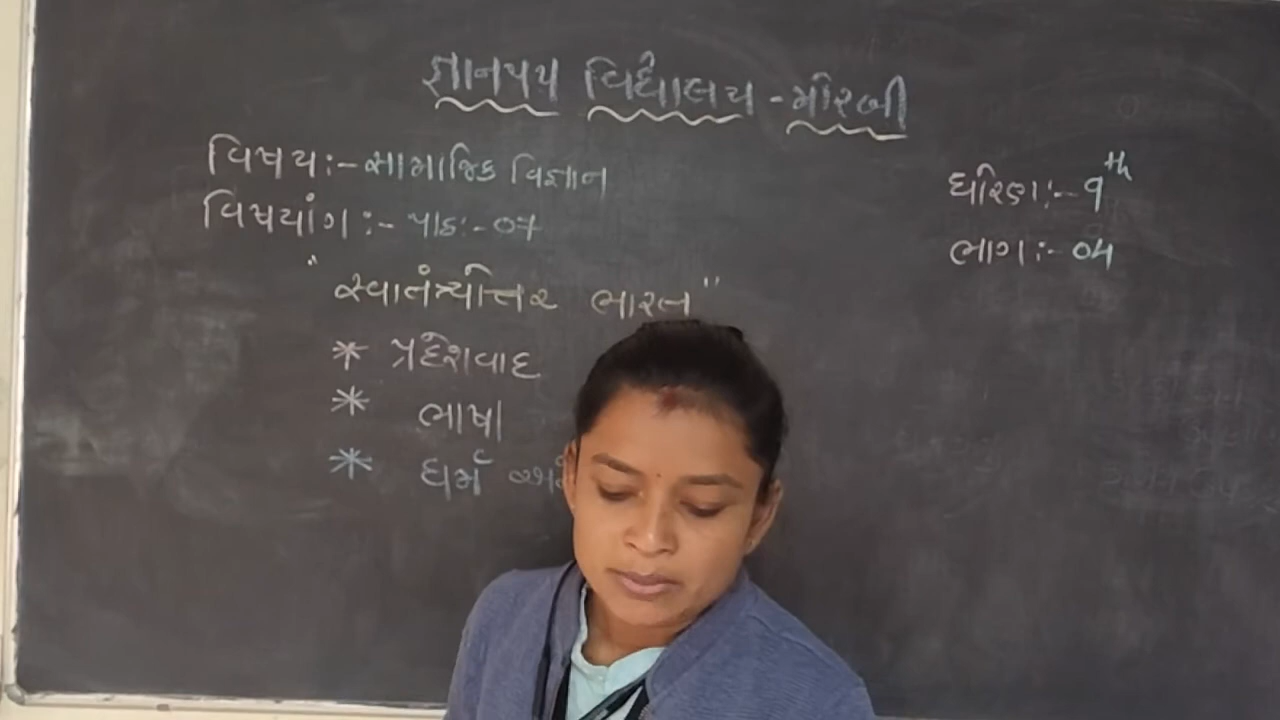 જ્ઞાનપથ વિદ્યાલય - મોરબી
વિષય :- સામાજિક વિજ્ઞાન
ધોરણ :- 9th
વિષયાંગ :- પાઠ :- 07
ભાગ :- 04
" સ્વાતંત્ર્યોત્તર ભારત "
* પ્રદેશવાદ
* ભાષા
* ધર્મ